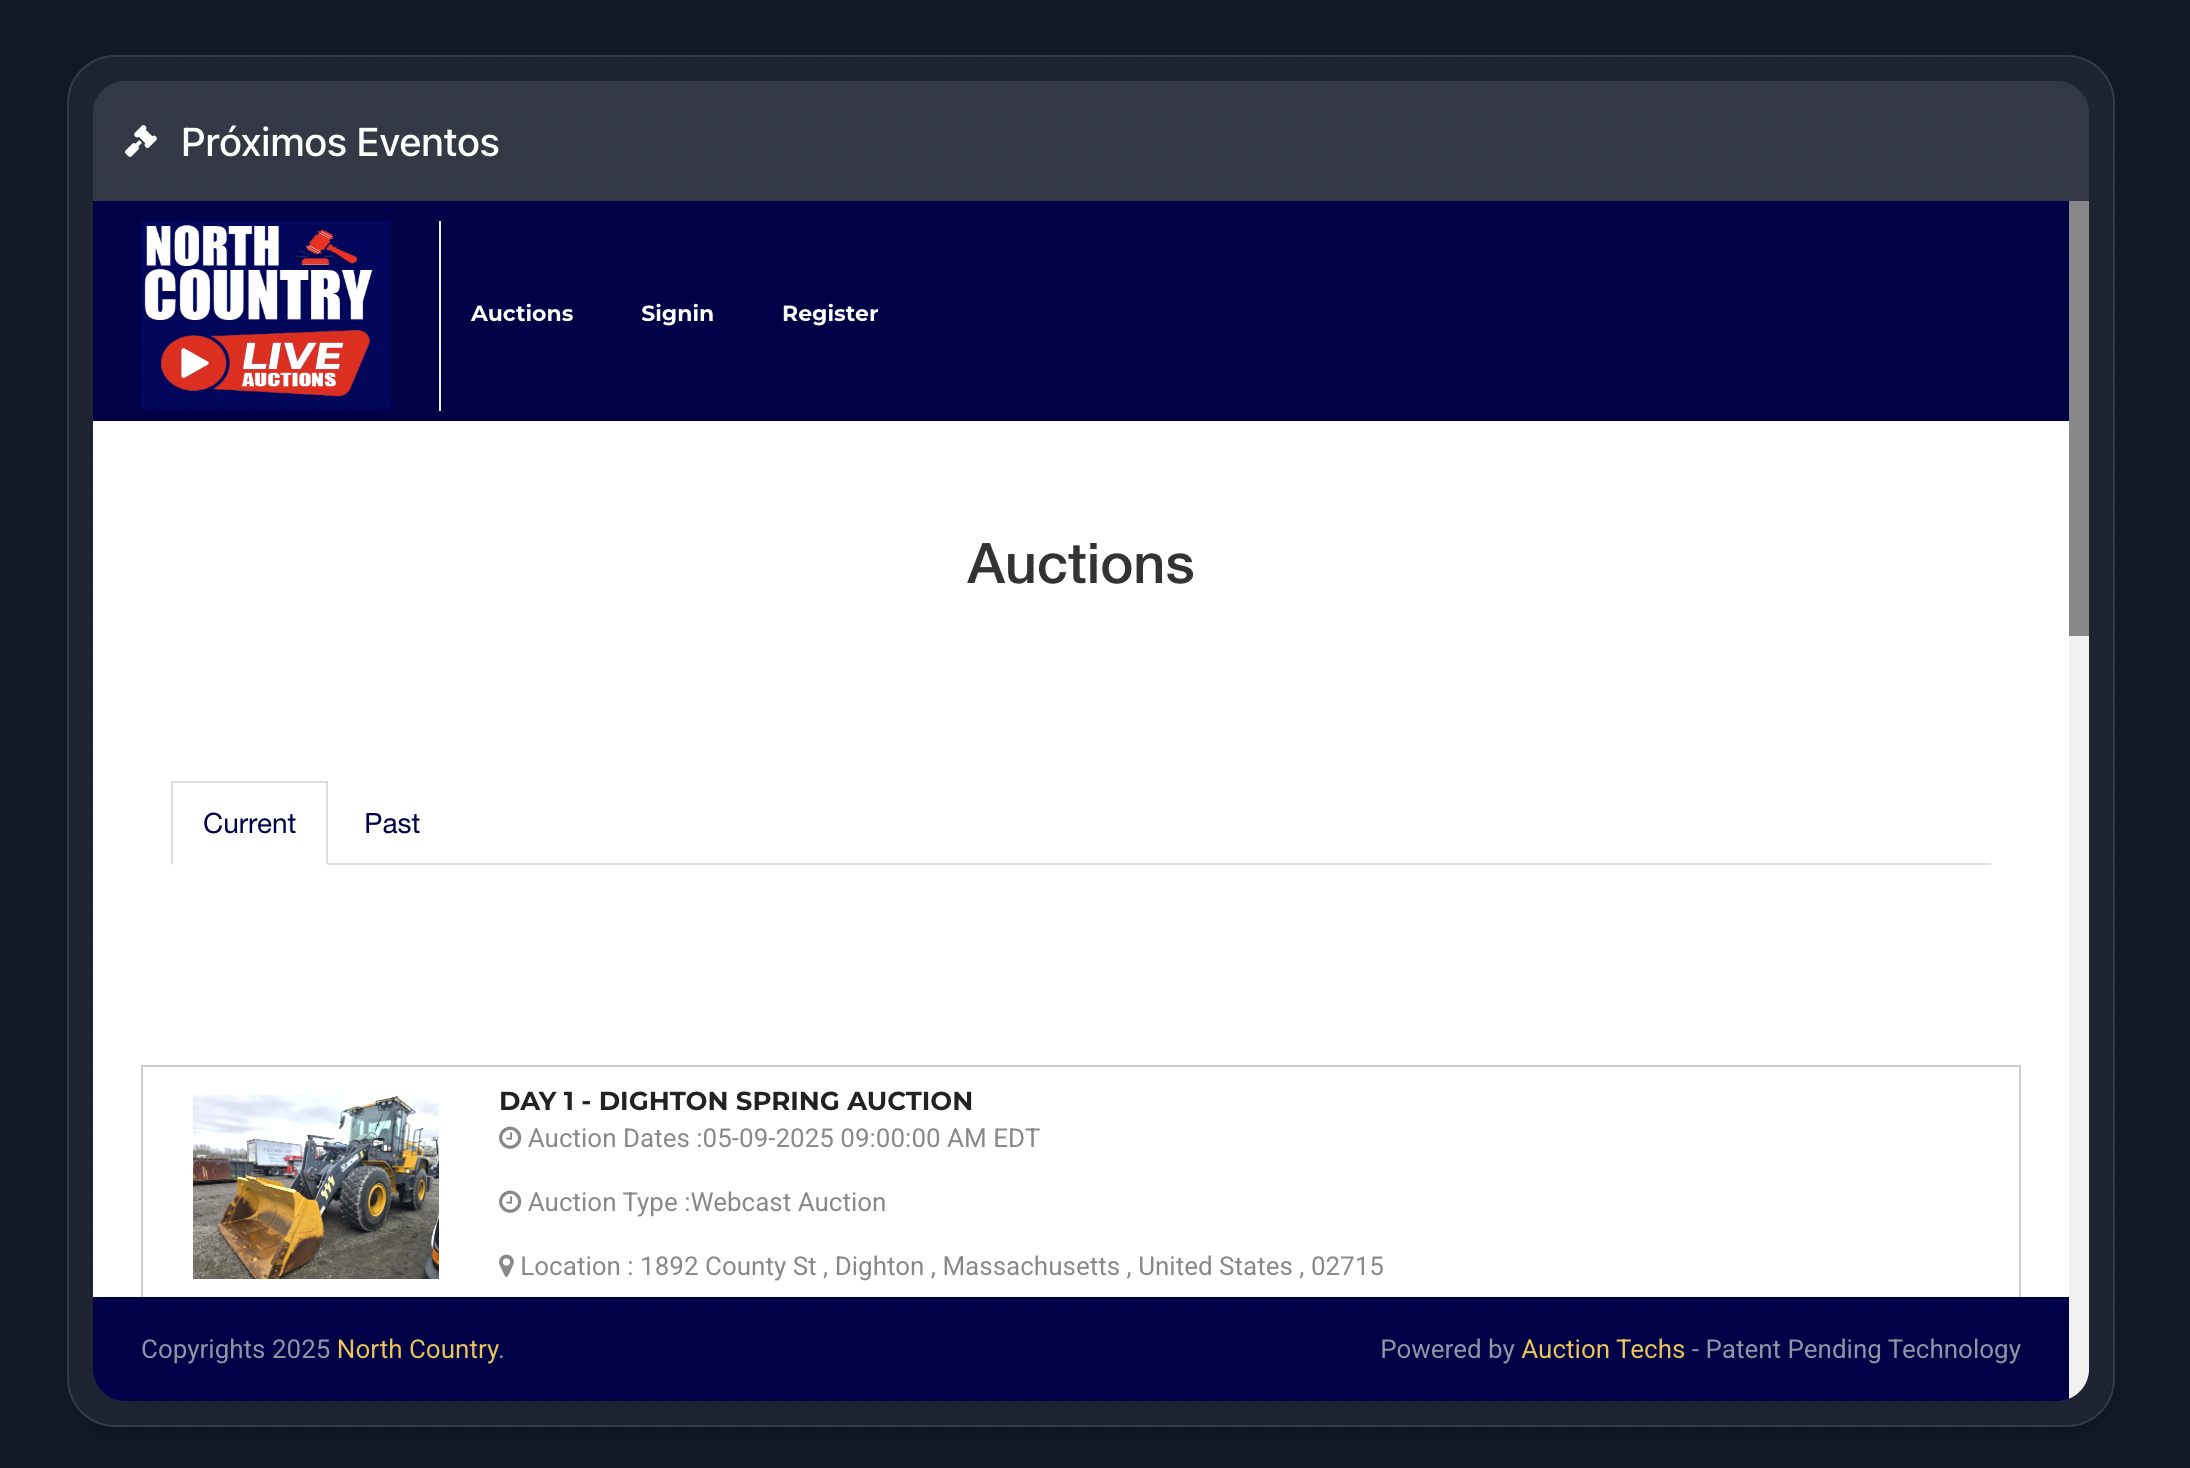 Próximos Eventos
NORTH
COUNTRY
LIVE
AUCTIONS
Auctions Signin Register
Auctions
Current Past
DAY 1 - DIGHTON SPRING AUCTION
Auction Dates :05-09-2025 09:00:00 AM EDT
Auction Type :Webcast Auction
Location : 1892 County St , Dighton , Massachusetts , United States , 02715
Copyrights 2025 North Country. Powered by Auction Techs - Patent Pending Technology